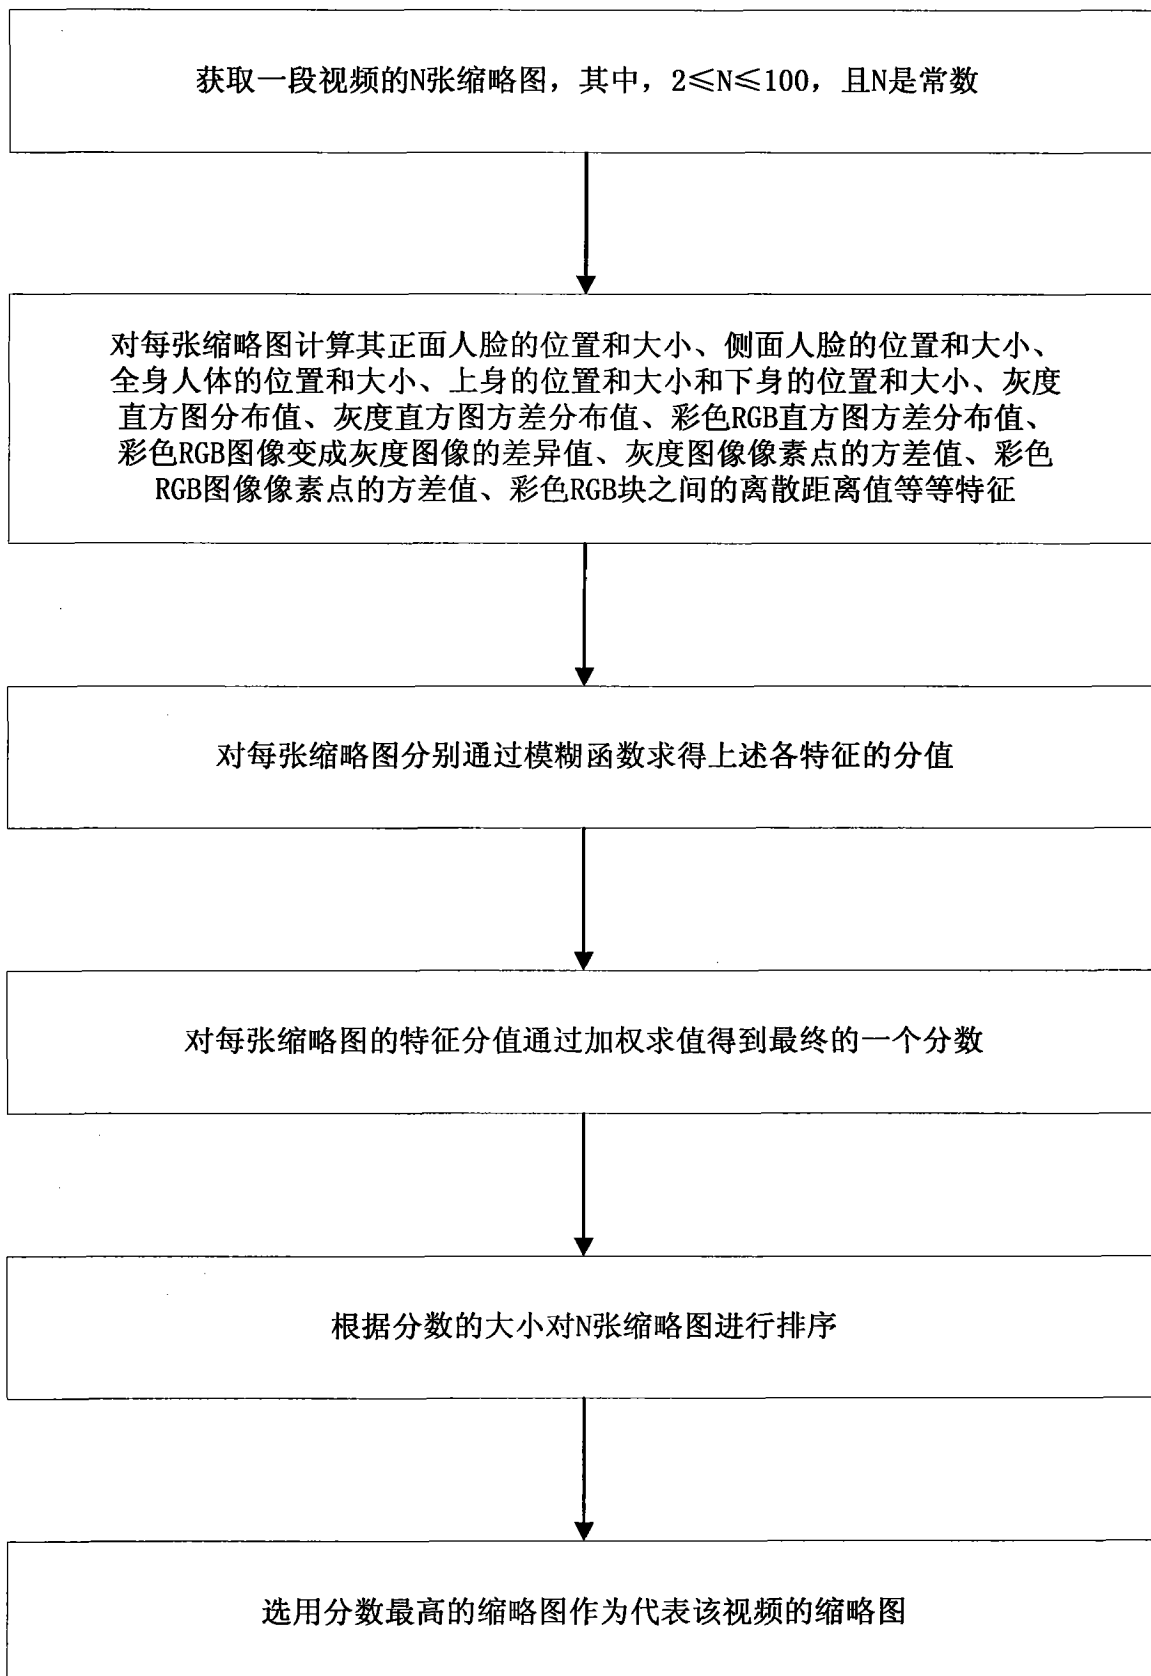 获取一段视频的N张缩略图，其中，2≤N≤100，且N是常数
对每张缩略图计算其正面人脸的位置和大小、侧面人脸的位置和大小、
全身人体的位置和大小、上身的位置和大小和下身的位置和大小、灰度
直方图分布值、灰度直方图方差分布值、彩色RGB直方图方差分布值、
彩色RGB图像变成灰度图像的差异值、灰度图像像素点的方差值、彩色
RGB图像像素点的方差值、彩色RGB块之间的离散距离值等等特征
对每张缩略图分别通过模糊函数求得上述各特征的分值
对每张缩略图的特征分值通过加权求值得到最终的一个分数
根据分数的大小对N张缩略图进行排序
选用分数最高的缩略图作为代表该视频的缩略图